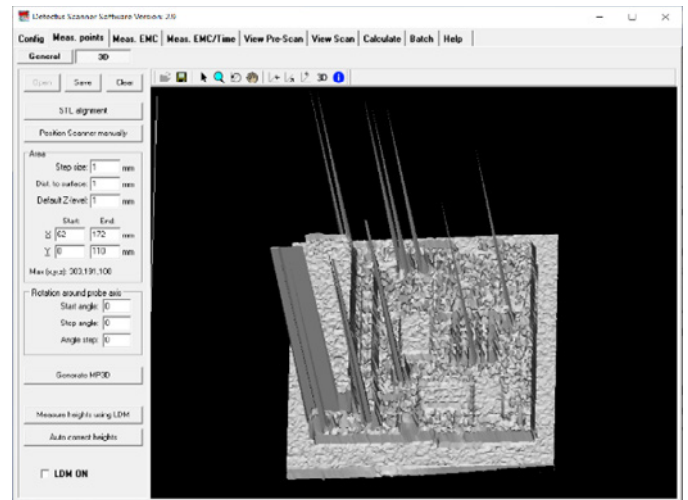 Detectus Scanner Software Version: 2.0
Config Meas. points Meas. EMC Meas. EMC/Time View Pre-Scan View Scan Calculate Batch Help
General 3D
Open Save Clear
3D
STL alignment
Position Scanner manually
Area
Step size: 1 mm
Dist. to surface: 1 mm
Default Z-level: 1 mm
Start: End:
X 62 172 mm
Y 0 110 mm
Max (x,y,z): 303,191,100
Rotation around probe axis
Start angle: 0
Stop angle: 0
Angle step: 0
Generate MP3D
Measure heights using LDM
Auto correct heights
LDM ON